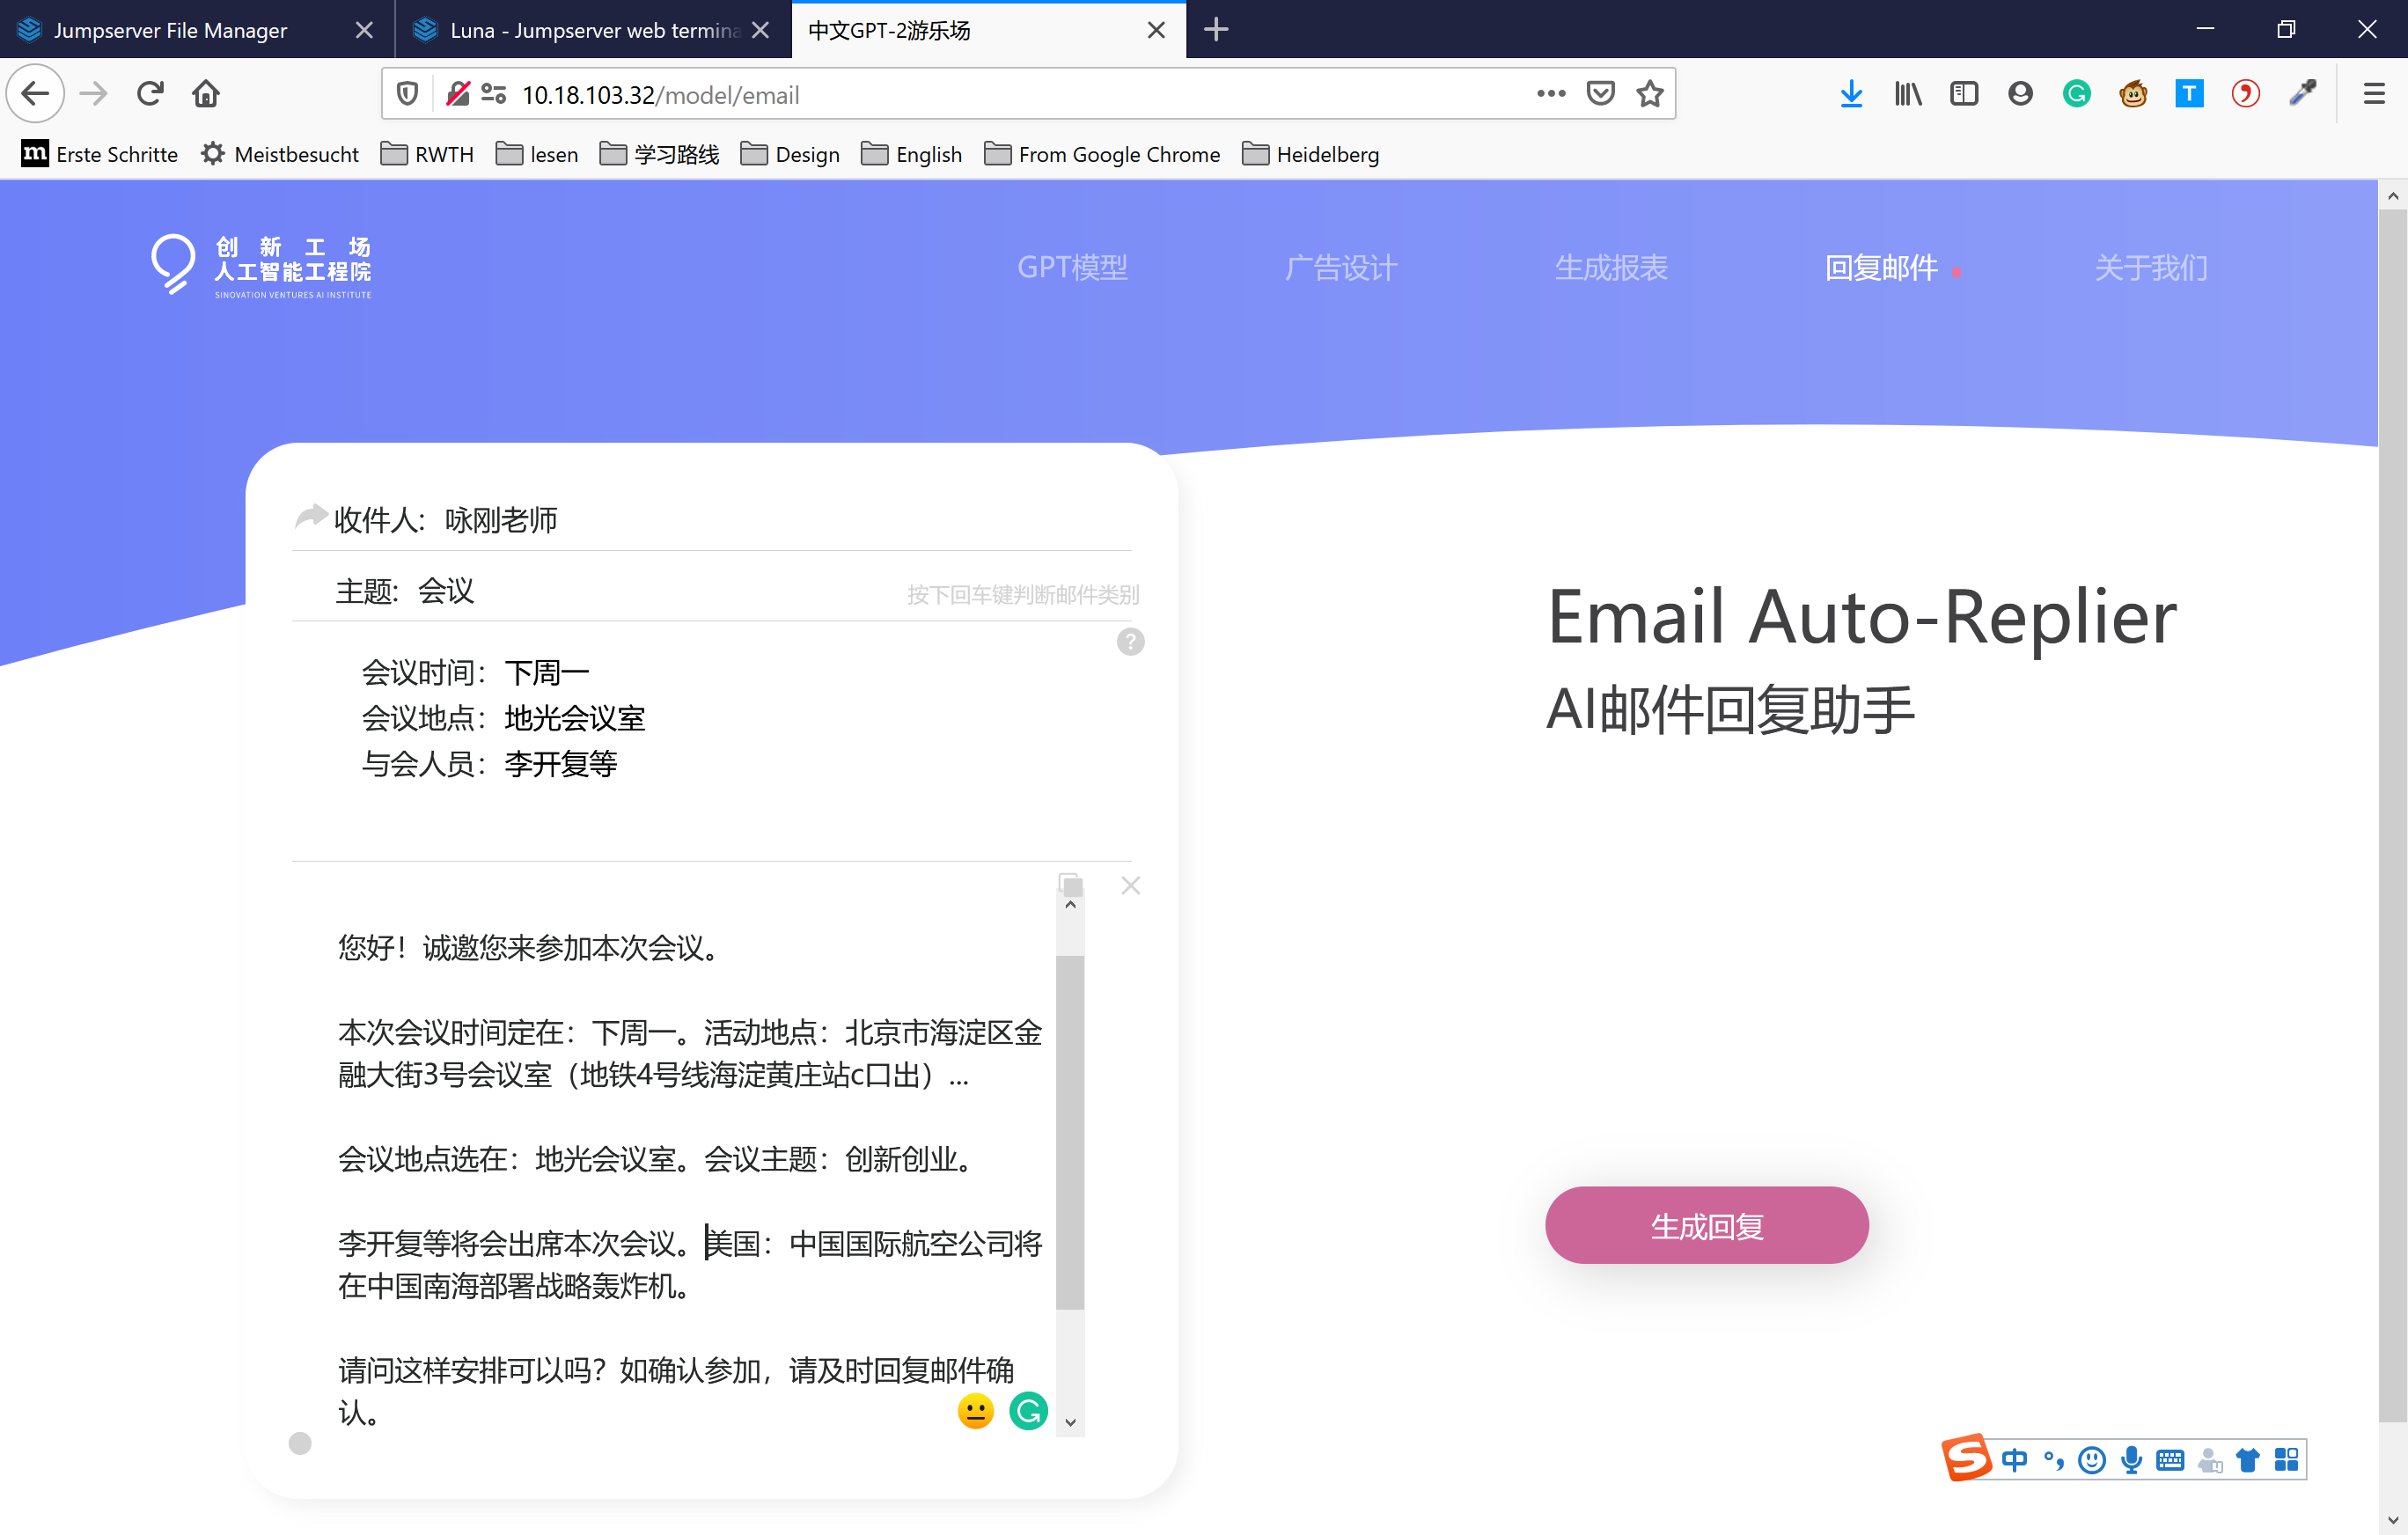 Jumpserver File Manager
Luna - Jumpserver web termina
中文GPT-2游乐场
10.18.103.32/model/email
Erste Schritte
Meistbesucht
RWTH
lesen
学习路线
Design
English
From Google Chrome
Heidelberg
创新工场
人工智能工程院
SINOVATION VENTURES AI INSTITUTE
GPT模型
广告设计
生成报表
回复邮件
关于我们
收件人：咏刚老师
主题：会议
按下回车键判断邮件类别
会议时间：下周一
会议地点：地光会议室
与会人员：李开复等
您好！诚邀您来参加本次会议。
本次会议时间定在：下周一。活动地点：北京市海淀区金
融大街3号会议室（地铁4号线海淀黄庄站c口出）...
会议地点选在：地光会议室。会议主题：创新创业。
李开复等将会出席本次会议。美国：中国国际航空公司将
在中国南海部署战略轰炸机。
请问这样安排可以吗？如确认参加，请及时回复邮件确
认。
Email Auto-Replier
AI邮件回复助手
生成回复
中